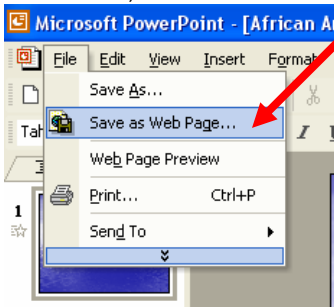 Microsoft PowerPoint - [African A
File Edit View Insert Format
Save As...
Save as Web Page...
Web Page Preview
Print... Ctrl+P
Send To
Tah
I
1